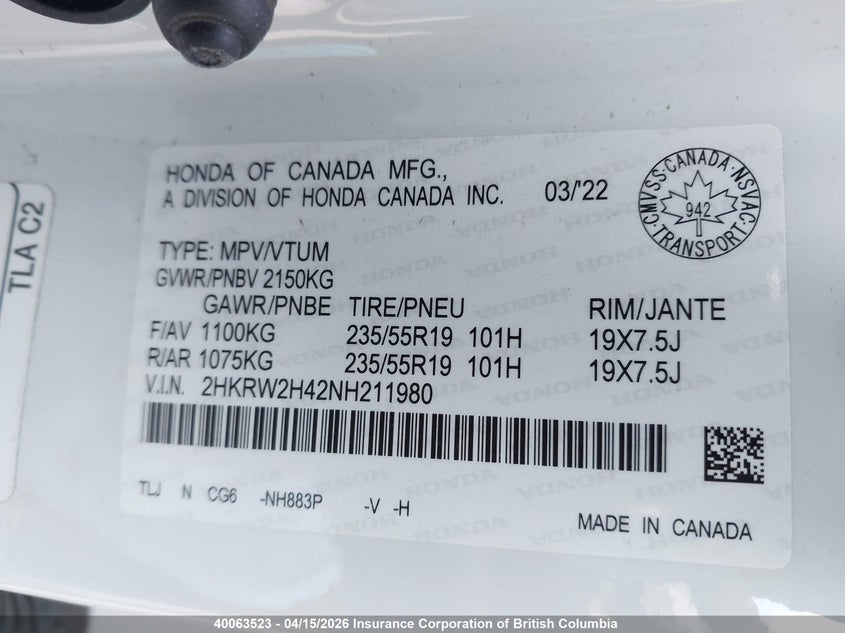 HONDA OF CANADA MFG.,
A DIVISION OF HONDA CANADA INC. 03/'22
CMVSS·CANADA·NSVAC·TRANSPORT
942
TLA C2
TYPE: MPV/VTUM
GVWR/PNBV 2150KG
GAWR/PNBE TIRE/PNEU RIM/JANTE
F/AV 1100KG 235/55R19 101H 19X7.5J
R/AR 1075KG 235/55R19 101H 19X7.5J
V.I.N. 2HKRW2H42NH211980
TLJ N CG6 -NH883P -V -H
MADE IN CANADA
40063523 - 04/15/2026 Insurance Corporation of British Columbia